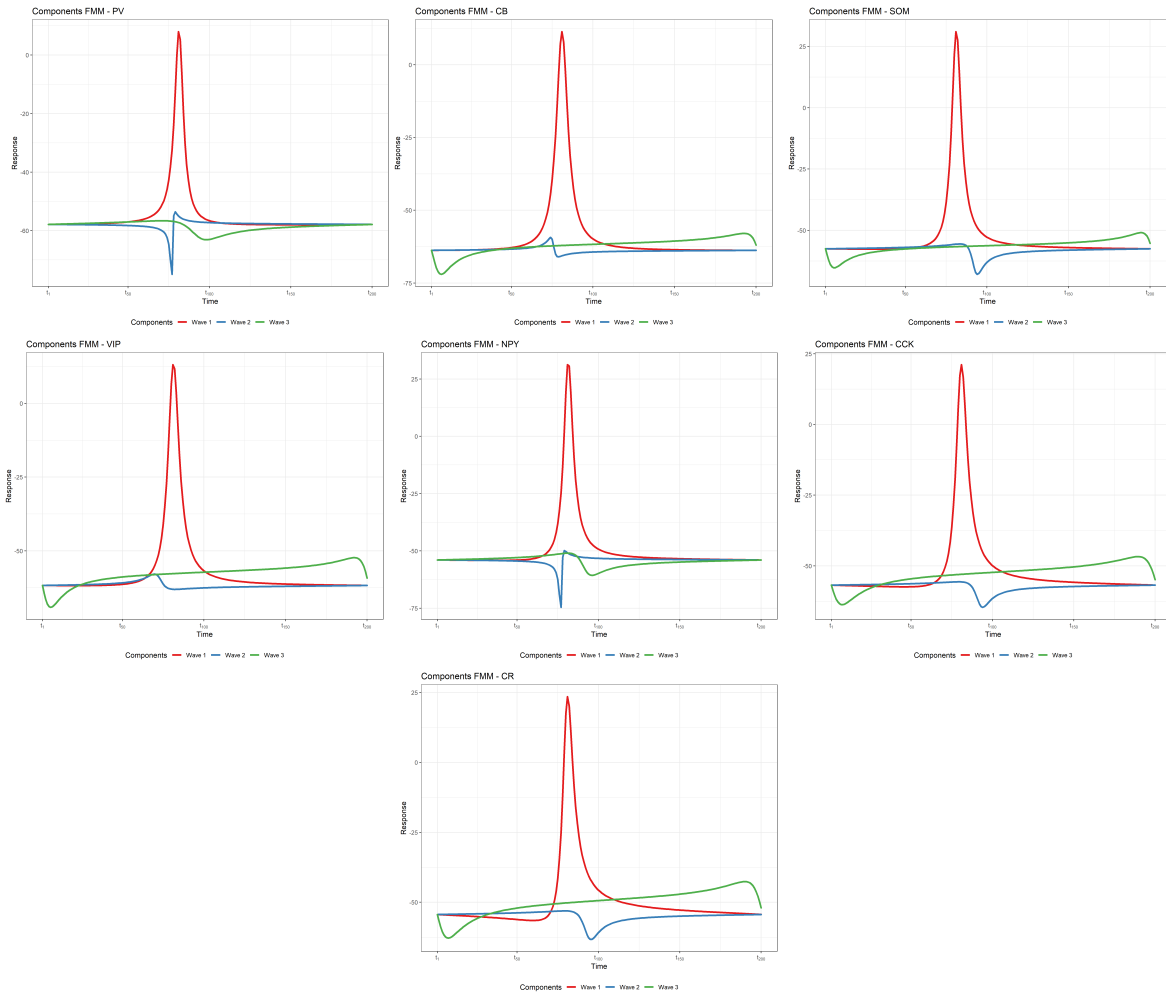 Components FMM - PV
0
-20
-40
-60
Response
t1 t50 t100 t150 t200
Time
Components Wave 1 Wave 2 Wave 3
Components FMM - CB
0
-25
-50
-75
Response
t1 t50 t100 t150 t200
Time
Components Wave 1 Wave 2 Wave 3
Components FMM - SOM
25
0
-25
-50
Response
t1 t50 t100 t150 t200
Time
Components Wave 1 Wave 2 Wave 3
Components FMM - VIP
0
-25
-50
Response
t1 t50 t100 t150 t200
Time
Components Wave 1 Wave 2 Wave 3
Components FMM - NPY
25
0
-25
-50
-75
Response
t1 t50 t100 t150 t200
Time
Components Wave 1 Wave 2 Wave 3
Components FMM - CCK
25
0
-25
-50
Response
t1 t50 t100 t150 t200
Time
Components Wave 1 Wave 2 Wave 3
Components FMM - CR
25
0
-25
-50
Response
t1 t50 t100 t150 t200
Time
Components Wave 1 Wave 2 Wave 3